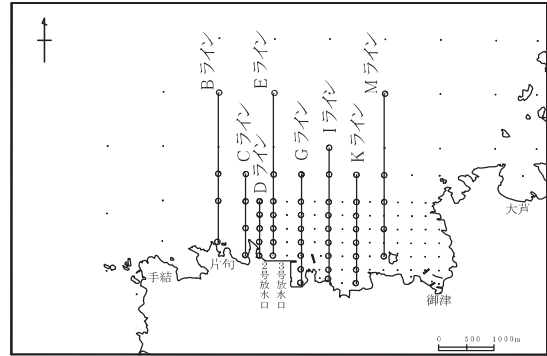 Bライン
Cライン
Dライン
Eライン
Gライン
Iライン
Kライン
Mライン
大芦
手結
片句
2号放水口
3号放水口
御津
0 500 1000m